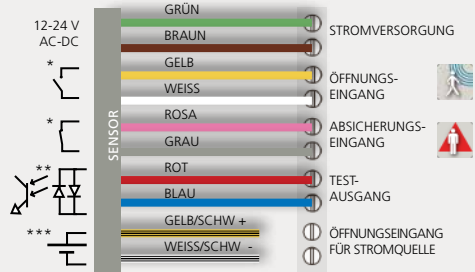 12-24 V
AC-DC
*
*
**
***
SENSOR
GRÜN
BRAUN
GELB
WEISS
ROSA
GRAU
ROT
BLAU
GELB/SCHW +
WEISS/SCHW -
STROMVERSORGUNG
ÖFFNUNGS-
EINGANG
ABSICHERUNGS-
EINGANG
TEST-
AUSGANG
ÖFFNUNGSEINGANG
FÜR STROMQUELLE